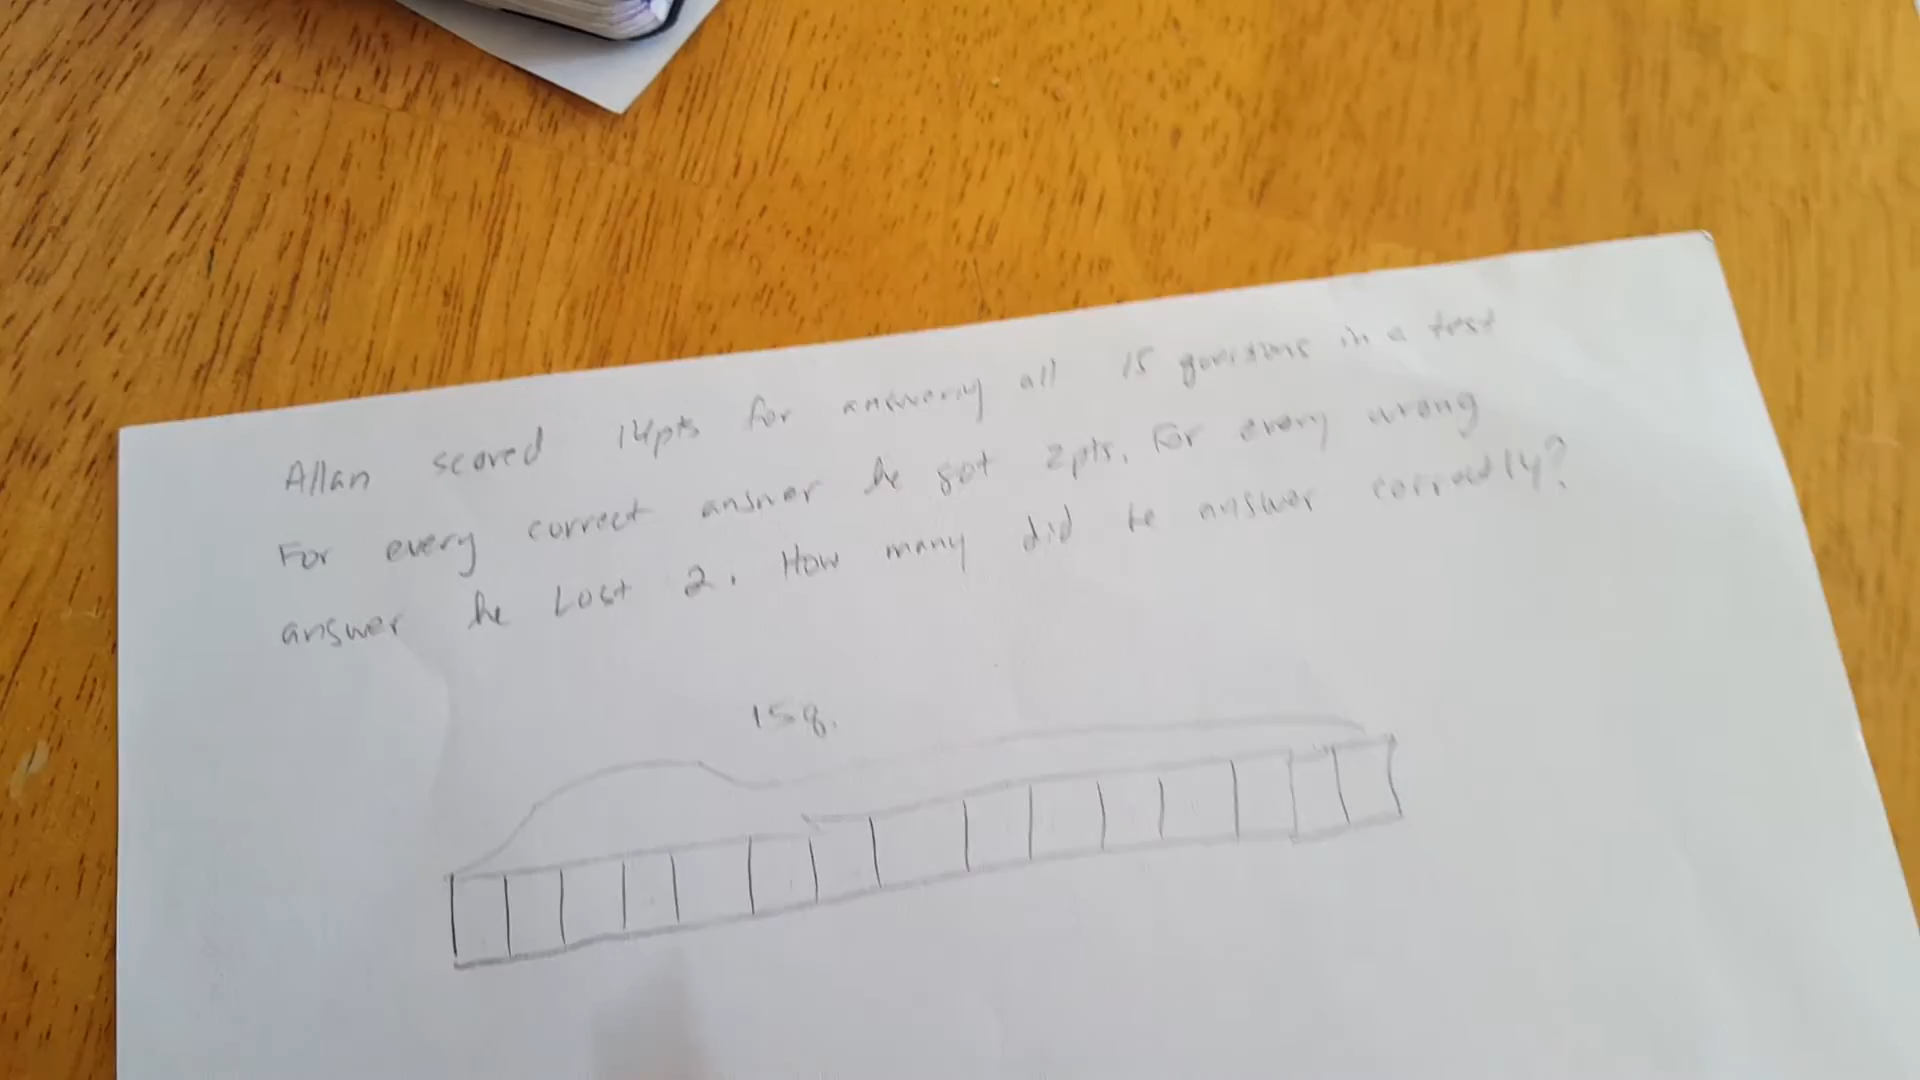 Allan scored 14pts for answering all 15 questions in a test
For every correct answer he got 2pts. For every wrong
answer he Lost 2. How many did he answer correctly?
15q.